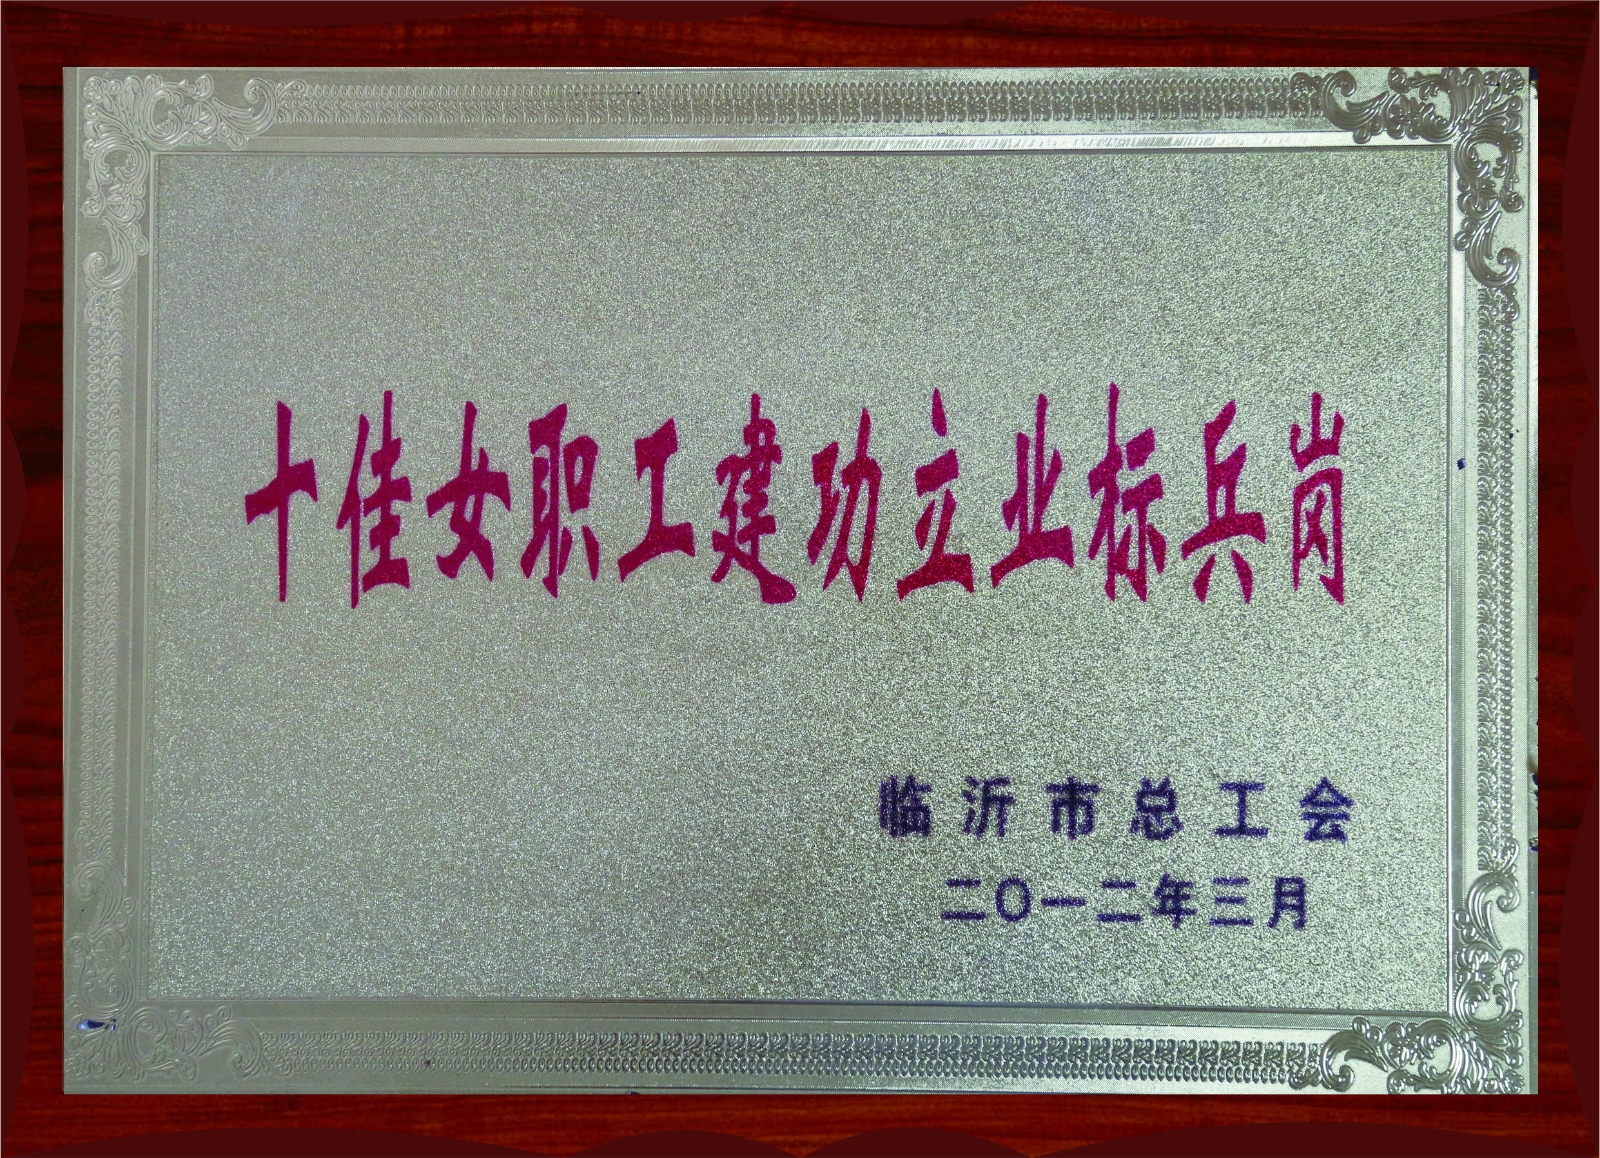 十佳女职工建功立业标兵岗
临沂市总工会
二〇一二年三月